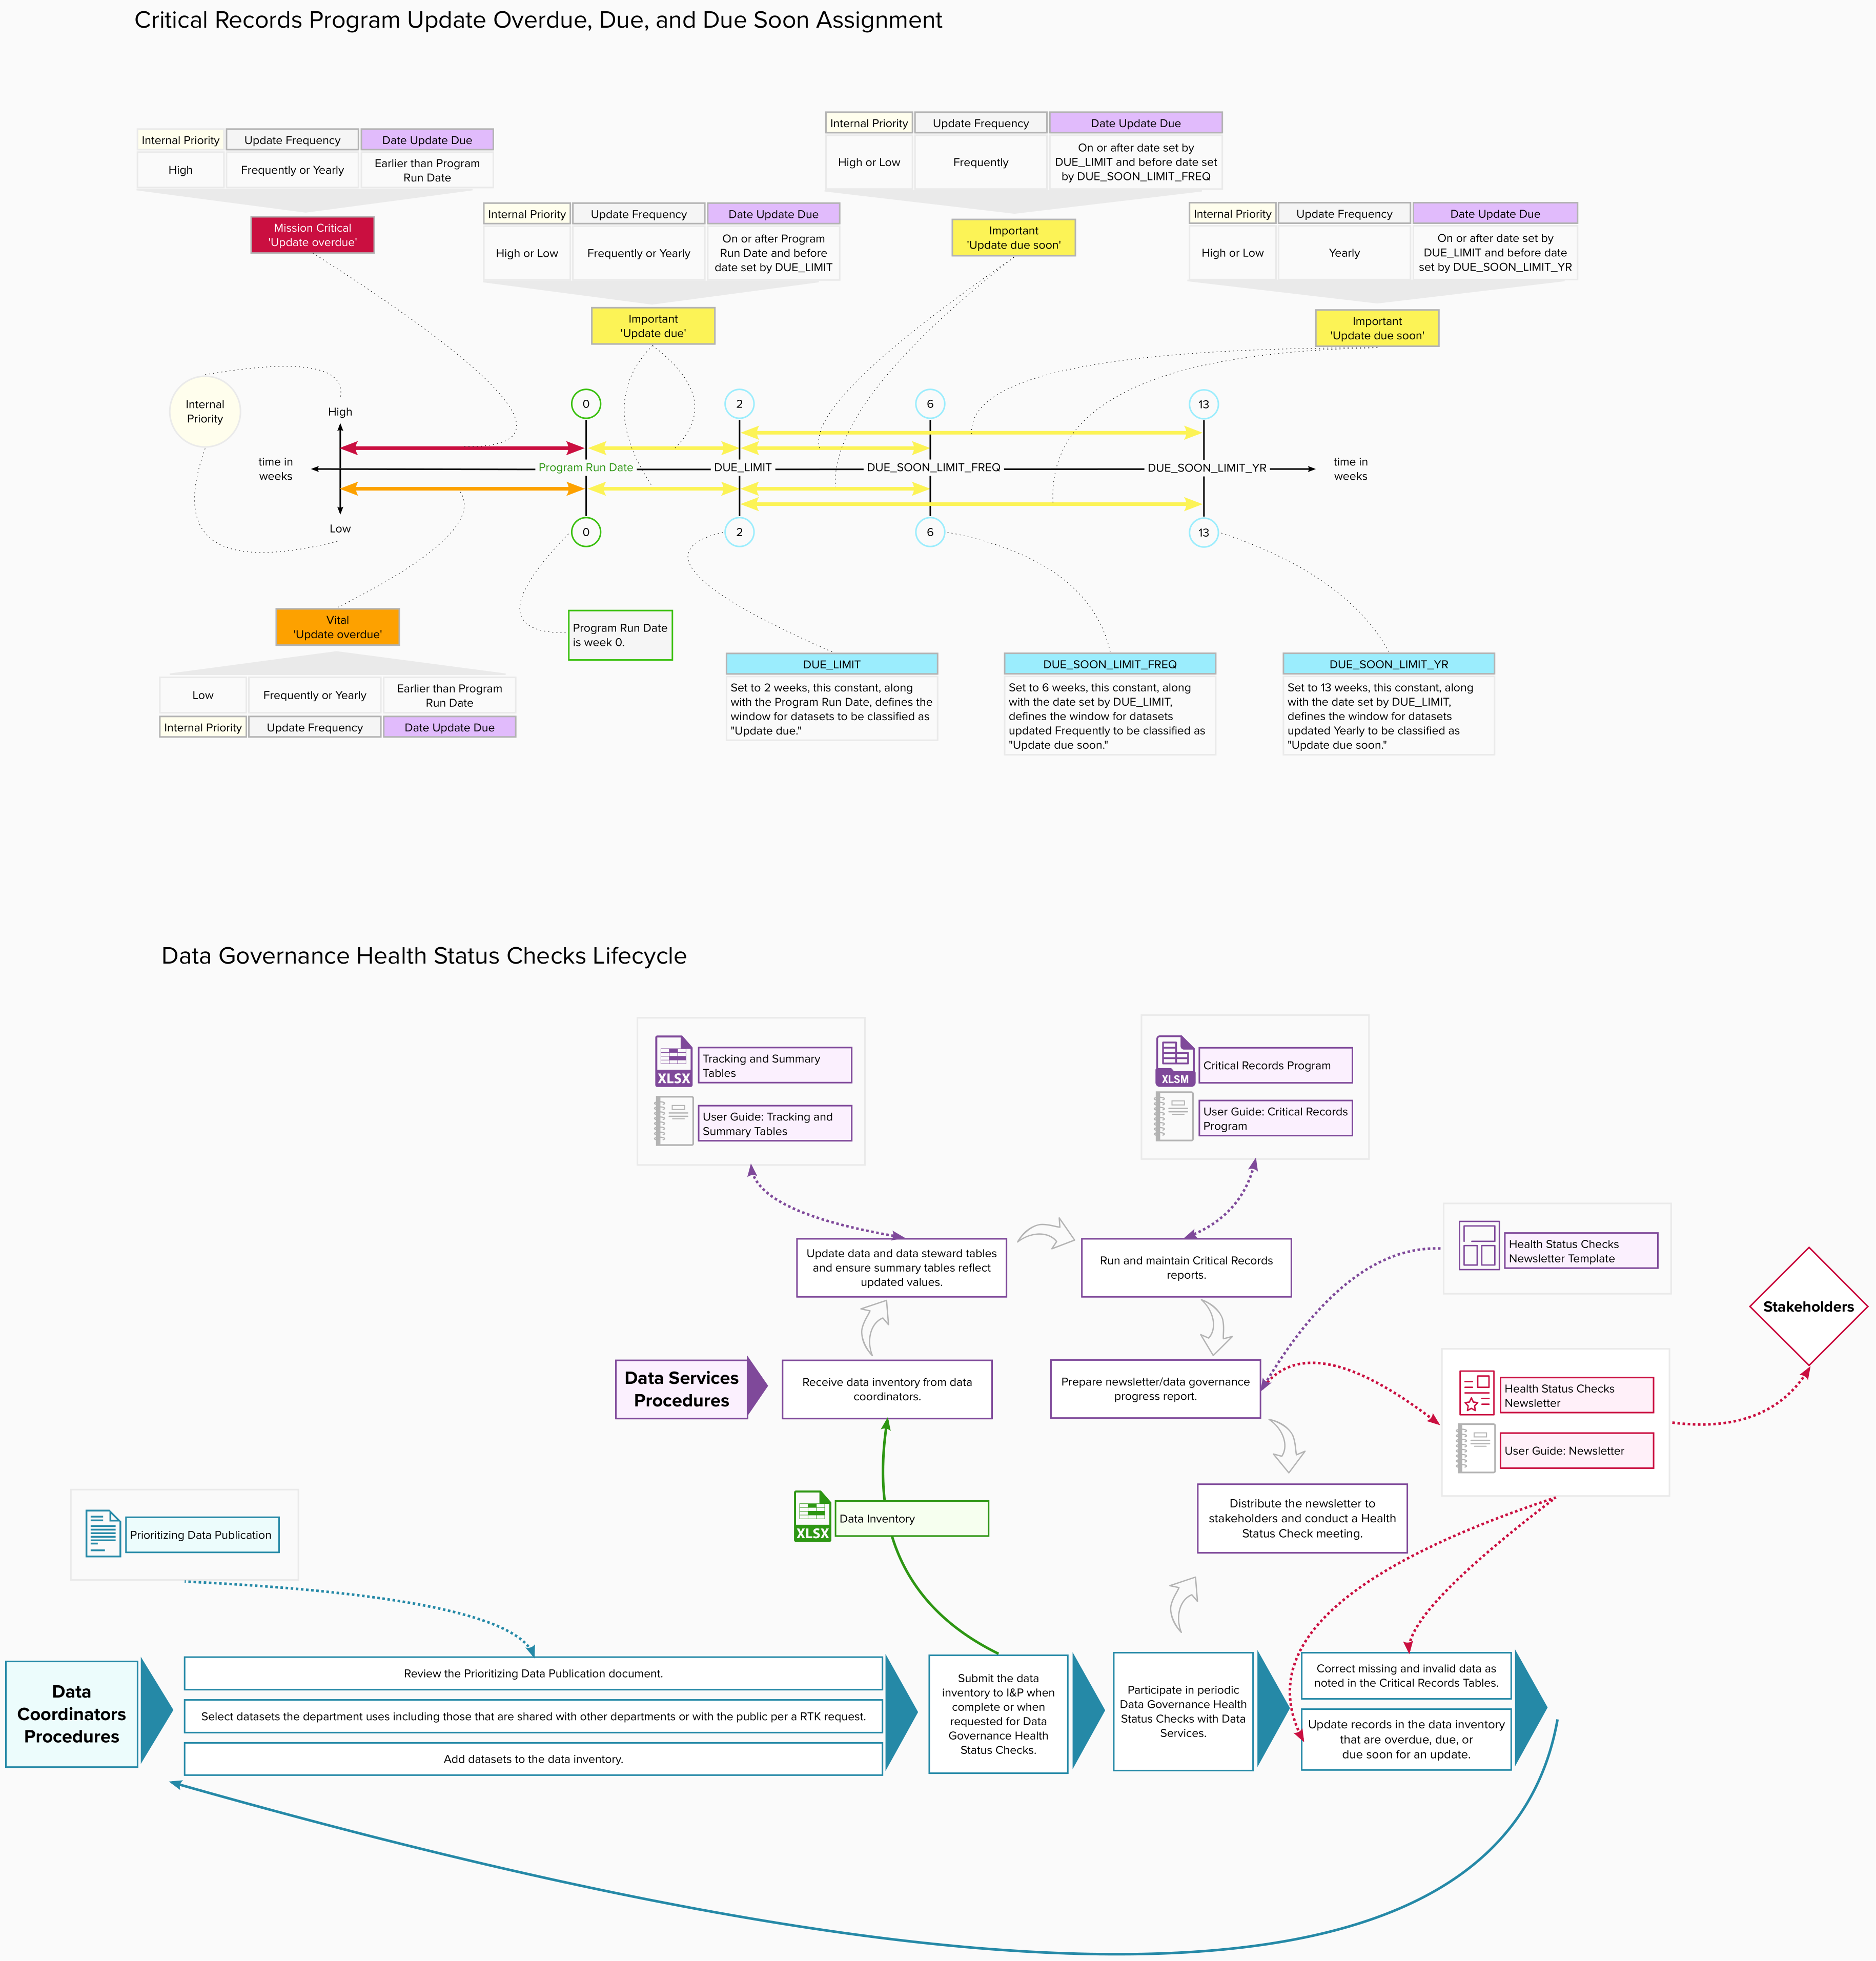 Critical Records Program Update Overdue, Due, and Due Soon Assignment
Internal Priority
Update Frequency
Date Update Due
High
Frequently or Yearly
Earlier than Program
Run Date
Mission Critical
'Update overdue'
Internal Priority
Update Frequency
Date Update Due
High or Low
Frequently or Yearly
On or after Program
Run Date and before
date set by DUE_LIMIT
Important
'Update due'
Internal Priority
Update Frequency
Date Update Due
High or Low
Frequently
On or after date set by
DUE_LIMIT and before date set
by DUE_SOON_LIMIT_FREQ
Important
'Update due soon'
Internal Priority
Update Frequency
Date Update Due
High or Low
Yearly
On or after date set by
DUE_LIMIT and before date
set by DUE_SOON_LIMIT_YR
Important
'Update due soon'
Internal
Priority
High
0
2
6
13
time in
weeks
Program Run Date
DUE_LIMIT
DUE_SOON_LIMIT_FREQ
DUE_SOON_LIMIT_YR
time in
weeks
Low
0
2
6
13
Vital
'Update overdue'
Low
Frequently or Yearly
Earlier than Program
Run Date
Internal Priority
Update Frequency
Date Update Due
Program Run Date
is week 0.
DUE_LIMIT
Set to 2 weeks, this constant, along
with the Program Run Date, defines the
window for datasets to be classified as
"Update due."
DUE_SOON_LIMIT_FREQ
Set to 6 weeks, this constant, along
with the date set by DUE_LIMIT,
defines the window for datasets
updated Frequently to be classified as
"Update due soon."
DUE_SOON_LIMIT_YR
Set to 13 weeks, this constant, along
with the date set by DUE_LIMIT,
defines the window for datasets
updated Yearly to be classified as
"Update due soon."
Data Governance Health Status Checks Lifecycle
XLSX
Tracking and Summary
Tables
User Guide: Tracking and
Summary Tables
XLSM
Critical Records Program
User Guide: Critical Records
Program
Update data and data steward tables
and ensure summary tables reflect
updated values.
Run and maintain Critical Records
reports.
Health Status Checks
Newsletter Template
Stakeholders
Data Services
Procedures
Receive data inventory from data
coordinators.
Prepare newsletter/data governance
progress report.
Health Status Checks
Newsletter
User Guide: Newsletter
XLSX
Data Inventory
Distribute the newsletter to
stakeholders and conduct a Health
Status Check meeting.
Prioritizing Data Publication
Data
Coordinators
Procedures
Review the Prioritizing Data Publication document.
Select datasets the department uses including those that are shared with other departments or with the public per a RTK request.
Add datasets to the data inventory.
Submit the data
inventory to I&P when
complete or when
requested for Data
Governance Health
Status Checks.
Participate in periodic
Data Governance Health
Status Checks with Data
Services.
Correct missing and invalid data as
noted in the Critical Records Tables.
Update records in the data inventory
that are overdue, due, or
due soon for an update.